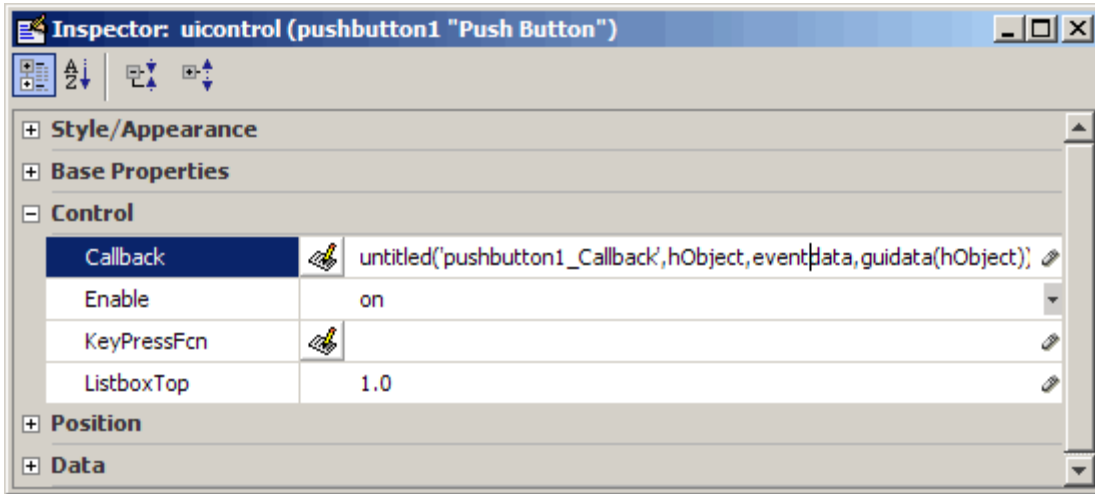 Inspector: uicontrol (pushbutton1 "Push Button")
A
Z
Style/Appearance
Base Properties
Control
Callback untitled('pushbutton1_Callback',hObject,eventdata,guidata(hObject))
Enable on
KeyPressFcn
ListboxTop 1.0
Position
Data